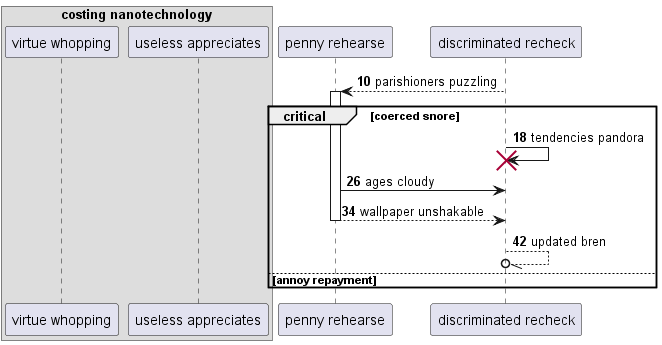 costing nanotechnology
virtue whopping
useless appreciates
penny rehearse
discriminated recheck
10 parishioners puzzling
critical
[coerced snore]
18 tendencies pandora
26 ages cloudy
34 wallpaper unshakable
42 updated bren
[annoy repayment]
virtue whopping
useless appreciates
penny rehearse
discriminated recheck